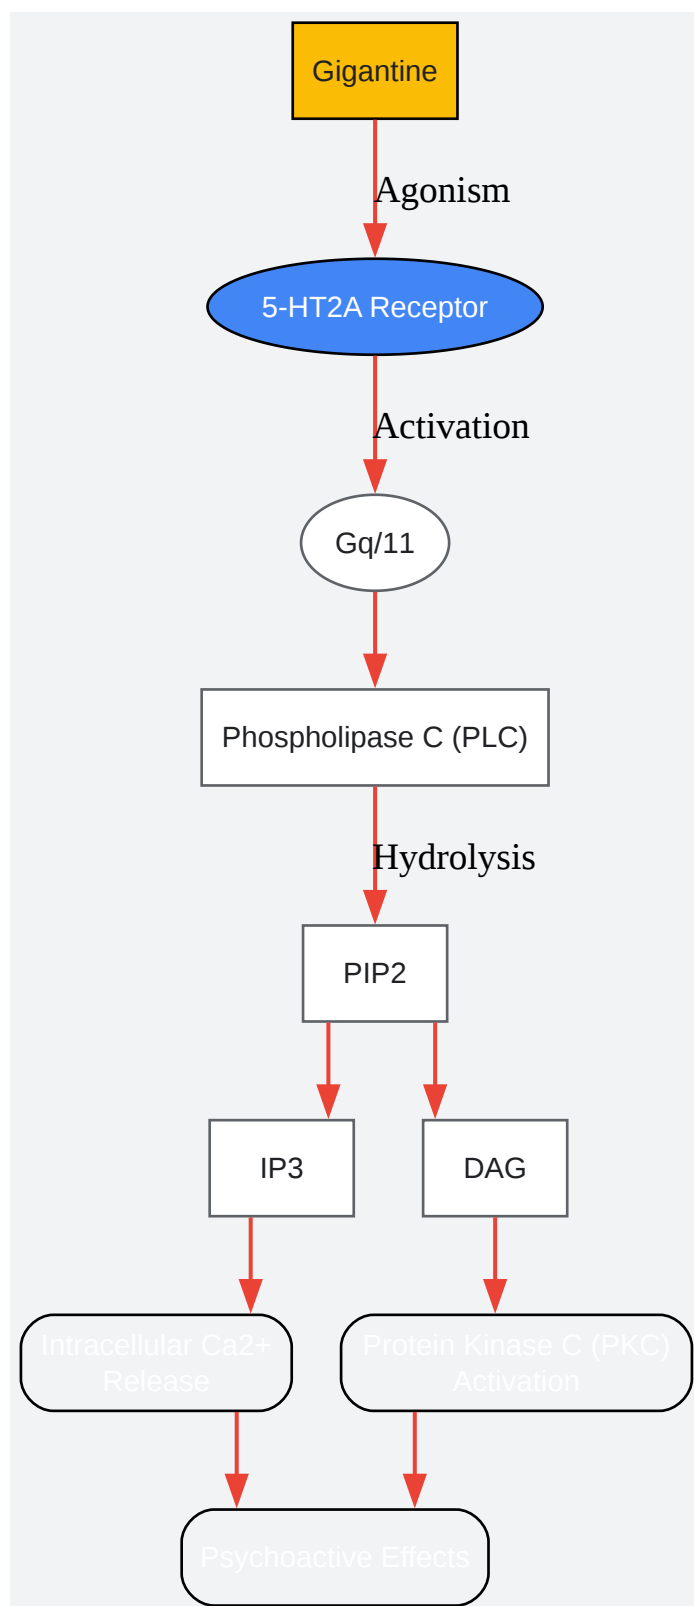 Gigantine
Agonism
5-HT2A Receptor
Activation
Gq/11
Phospholipase C (PLC)
Hydrolysis
PIP2
IP3
DAG
Intracellular Ca2+
Release
Protein Kinase C (PKC)
Activation
Psychoactive Effects